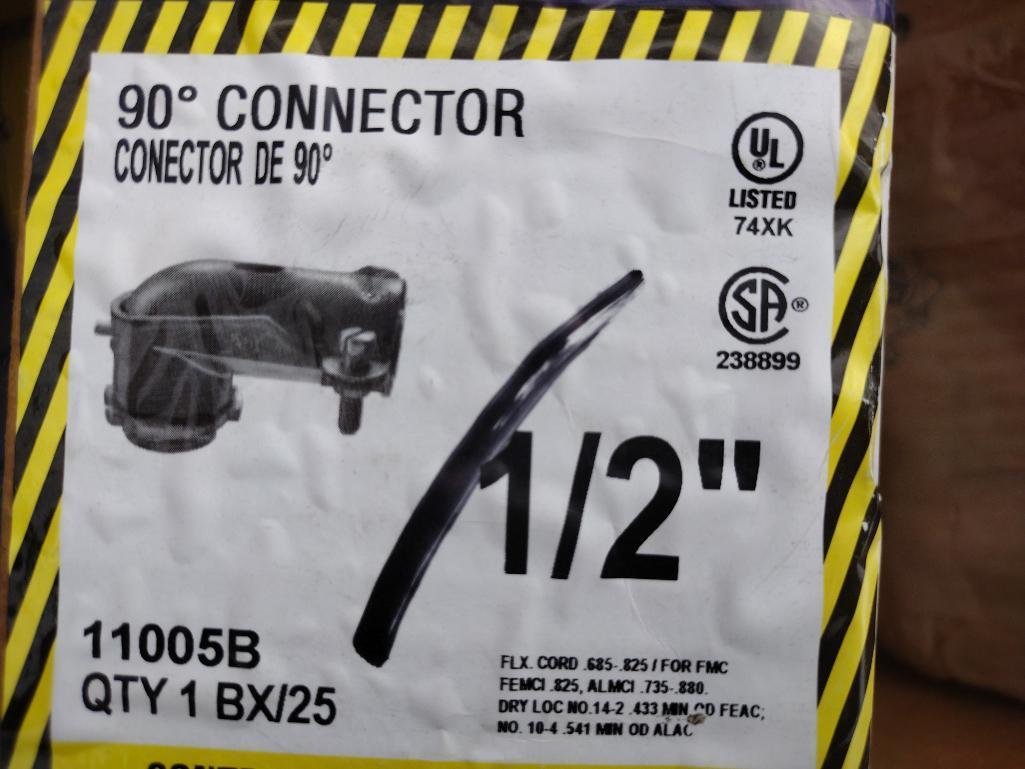 90° CONNECTOR
CONECTOR DE 90°
UL ®
LISTED
74XK
SA ®
238899
1/2"
11005B
QTY 1 BX/25
FLX. CORD .685-.825 / FOR FMC
FEMCI .825, ALMCI .735-.880.
DRY LOC NO.14-2 .433 MIN OD FEAC;
NO. 10-4 .541 MIN OD ALAC